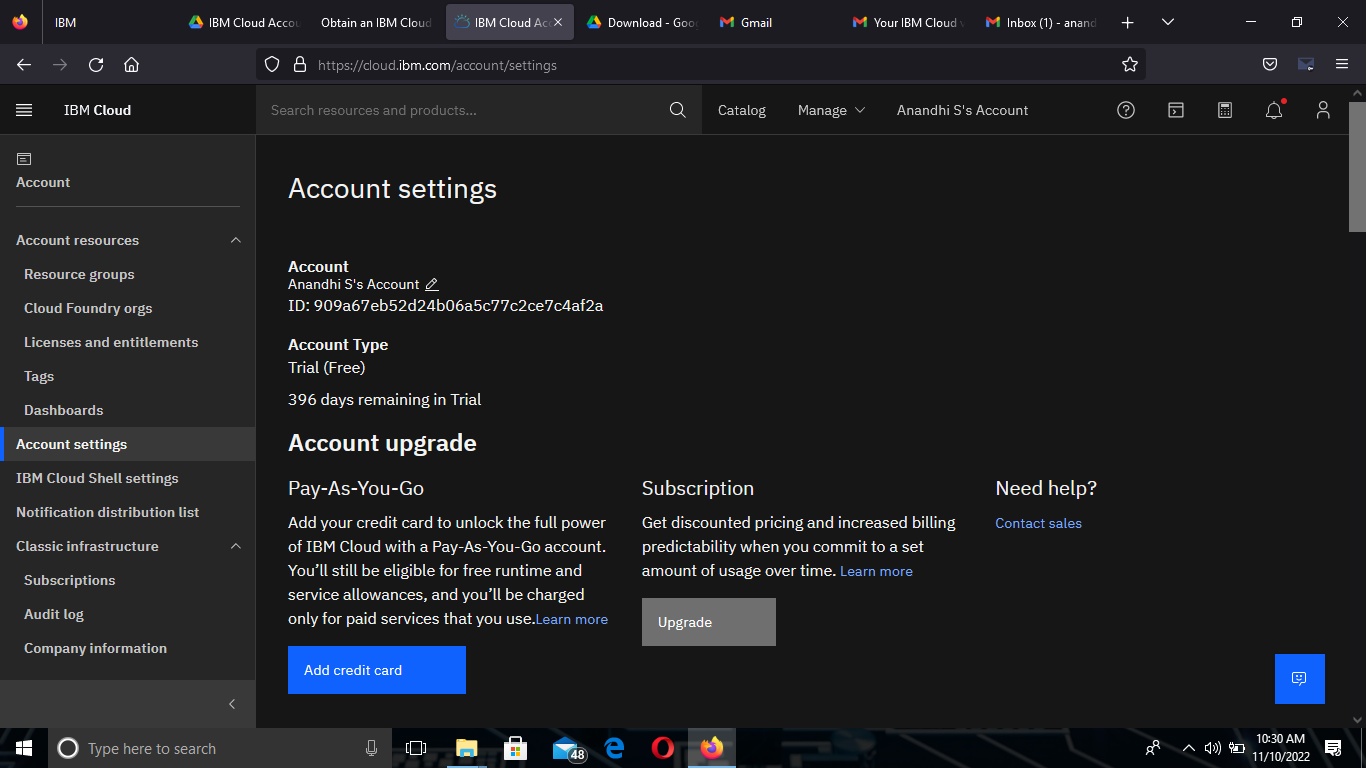 IBM
IBM Cloud Accou
Obtain an IBM Cloud
IBM Cloud Acc
Download - Goo
Gmail
Your IBM Cloud
Inbox (1) - anand
https://cloud.ibm.com/account/settings
IBM Cloud
Search resources and products...
Catalog
Manage
Anandhi S's Account
Account
Account resources
Resource groups
Cloud Foundry orgs
Licenses and entitlements
Tags
Dashboards
Account settings
IBM Cloud Shell settings
Notification distribution list
Classic infrastructure
Subscriptions
Audit log
Company information
Account settings
Account
Anandhi S's Account
ID: 909a67eb52d24b06a5c77c2ce7c4af2a
Account Type
Trial (Free)
396 days remaining in Trial
Account upgrade
Pay-As-You-Go
Add your credit card to unlock the full power
of IBM Cloud with a Pay-As-You-Go account.
You’ll still be eligible for free runtime and
service allowances, and you’ll be charged
only for paid services that you use.Learn more
Add credit card
Subscription
Get discounted pricing and increased billing
predictability when you commit to a set
amount of usage over time. Learn more
Upgrade
Need help?
Contact sales
Type here to search
48
10:30 AM
11/10/2022